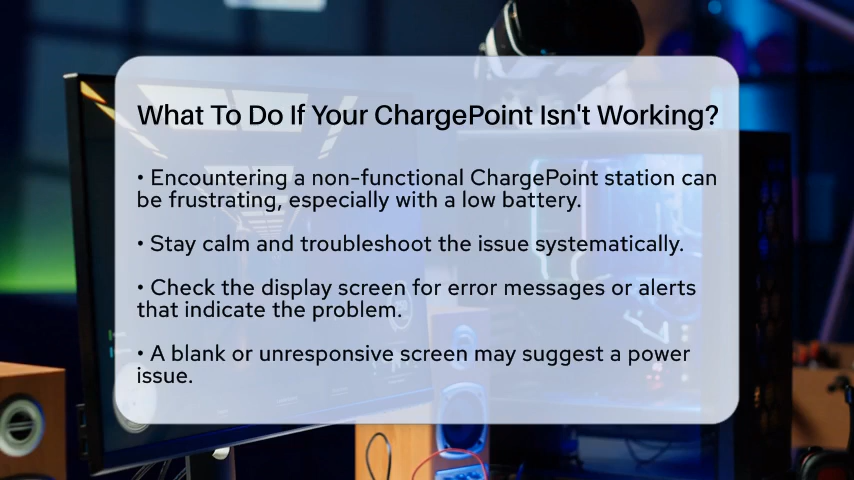 What To Do If Your ChargePoint Isn't Working?
• Encountering a non-functional ChargePoint station can
be frustrating, especially with a low battery.
• Stay calm and troubleshoot the issue systematically.
• Check the display screen for error messages or alerts
that indicate the problem.
• A blank or unresponsive screen may suggest a power
issue.